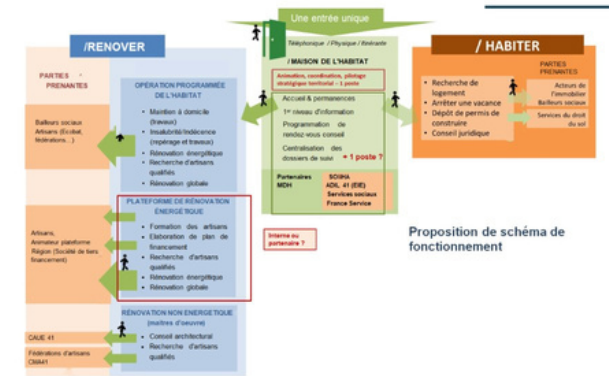 Une entrée unique
/RENOVER
Téléphonique / Physique / Itinérante
/ MAISON DE L'HABITAT
Animation, coordination, pilotage
stratégique territorial – 1 poste
Accueil & permanences
1er niveau d'information
Programmation de
rendez-vous conseil
Centralisation des
dossiers de suivi = 1 poste ?
Partenaires SOLIHA
MDH ADIL 41 (EIE)
Services sociaux
France Service
/ HABITER
PARTIES
PRENANTES
• Recherche de
logement
• Arrêter une vacance
• Dépôt de permis de
construire
• Conseil juridique
Acteurs de
l'immobilier
Bailleurs sociaux
Services du droit
du sol
PARTIES -
PRENANTES
OPÉRATION PROGRAMMÉE
DE L'HABITAT
• Maintien à domicile
(travaux)
• Insalubrité/Indécence
(repérage et travaux)
• Rénovation énergétique
• Recherche d'artisans
qualifiés
• Rénovation globale
Bailleurs sociaux
Artisans (Ecobat,
fédérations…)
PLATEFORME DE RÉNOVATION
ÉNERGÉTIQUE
• Formation des artisans
• Elaboration de plan de
financement
• Recherche d'artisans
qualifiés
• Rénovation énergétique
• Rénovation globale
Artisans,
Animateur plateforme
Région (Société de tiers
financement)
Interne ou
partenaire ?
Proposition de schéma de
fonctionnement
RÉNOVATION NON ENERGETIQUE
(maitres d'oeuvre)
• Conseil architectural
• Recherche d'artisans
qualifiés
CAUE 41
Fédérations d'artisans
CMA41